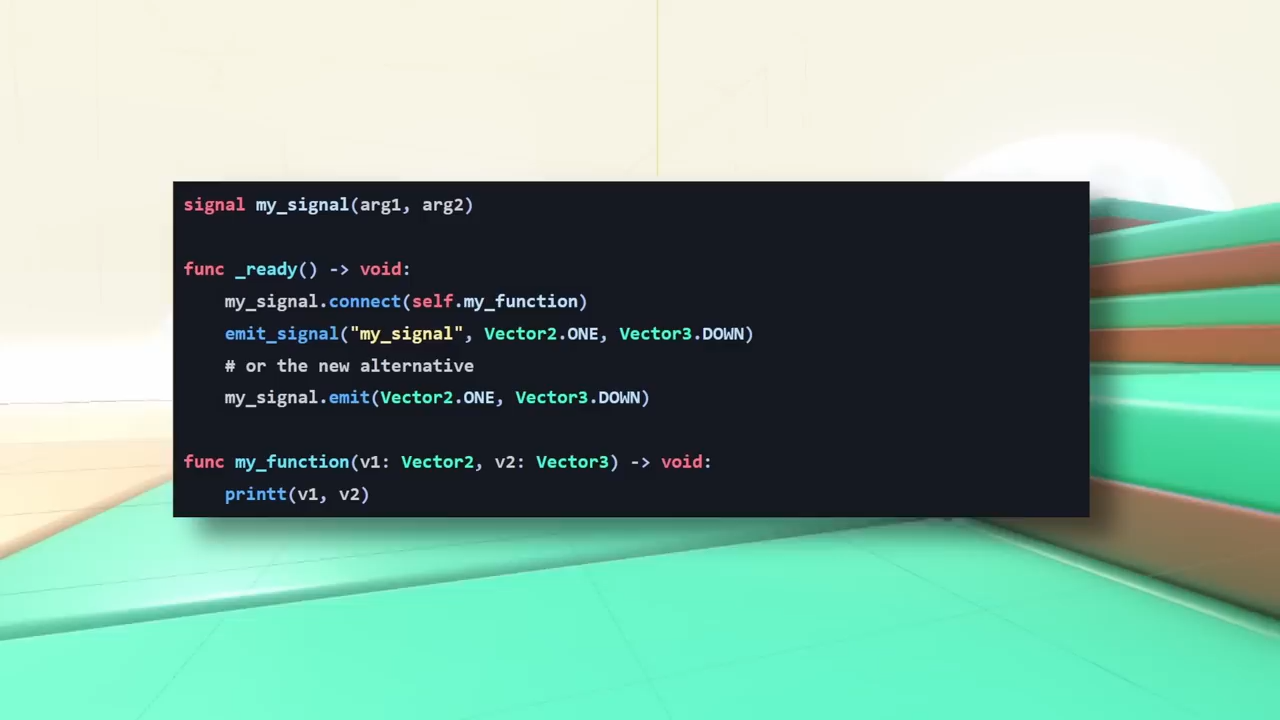 signal my_signal(arg1, arg2)
func _ready() -> void:
my_signal.connect(self.my_function)
emit_signal("my_signal", Vector2.ONE, Vector3.DOWN)
# or the new alternative
my_signal.emit(Vector2.ONE, Vector3.DOWN)
func my_function(v1: Vector2, v2: Vector3) -> void:
printt(v1, v2)